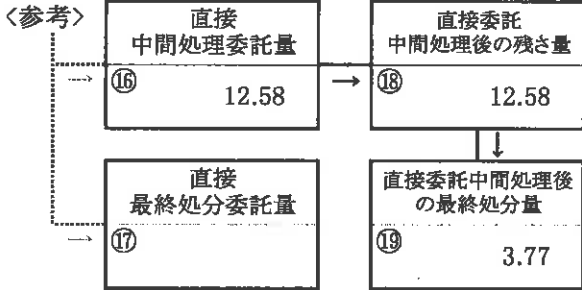 〈参考〉
直接
中間処理委託量
→
⑯
12.58
→
直接委託
中間処理後の残さ量
⑱
12.58
↓
直接
最終処分委託量
→
⑰
直接委託中間処理後
の最終処分量
⑲
3.77